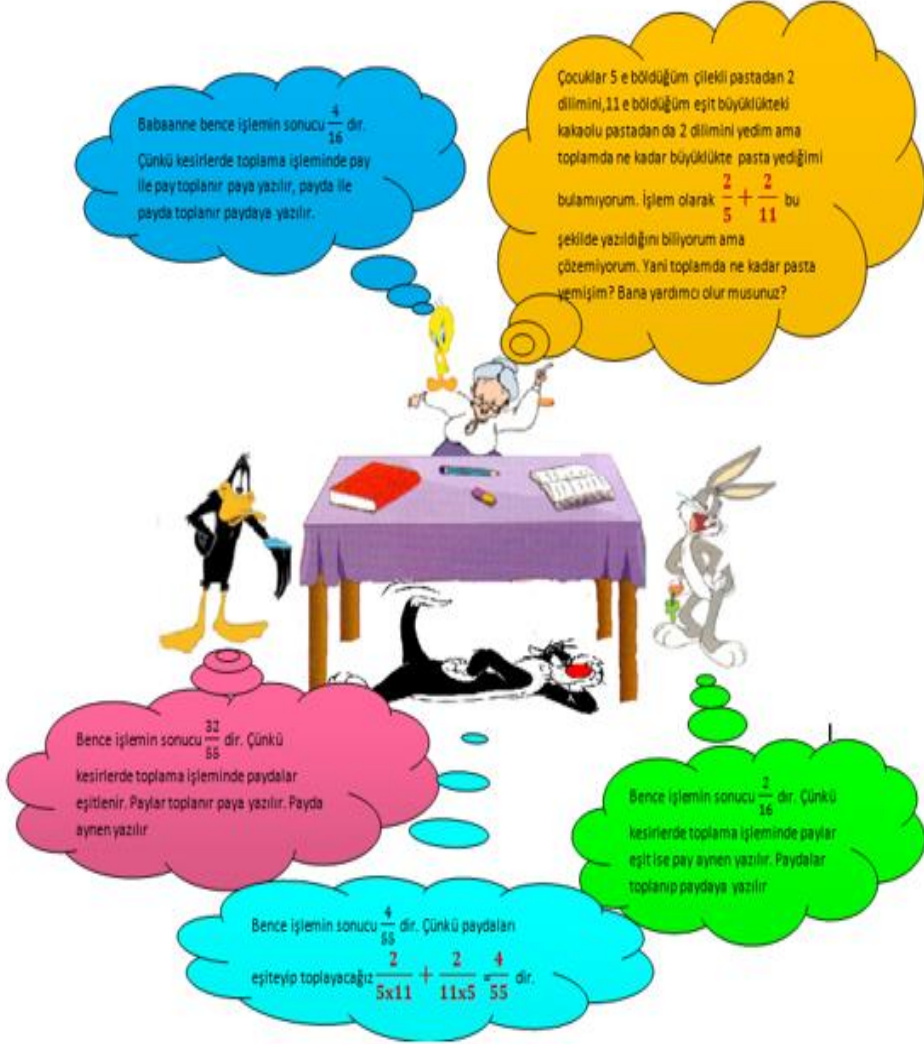 Çocuklar 5 e böldüğüm çilekli pastadan 2
dilimini,11 e böldüğüm eşit büyüklükteki
kakaolu pastadan da 2 dilimini yedim ama
toplamda ne kadar büyüklükte pasta yediğimi
bulamıyorum. İşlem olarak 2/5 + 2/11 bu
şekilde yazıldığını biliyorum ama
çözemiyorum. Yani toplamda ne kadar pasta
yemişim? Bana yardımcı olur musunuz?
Babaanne bence işlemin sonucu 4/16 dır.
Çünkü kesirlerde toplama işleminde pay
ile pay toplanır paya yazılır, payda ile
payda toplanır paydaya yazılır.
Bence işlemin sonucu 32/55 dir. Çünkü
kesirlerde toplama işleminde paydalar
eşitlenir. Paylar toplanır paya yazılır. Payda
aynen yazılır
Bence işlemin sonucu 2/16 dır. Çünkü
kesirlerde toplama işleminde paylar
eşit ise pay aynen yazılır. Paydalar
toplanıp paydaya yazılır
Bence işlemin sonucu 4/55 dir. Çünkü paydaları
eşiteyip toplayacağız 2/5x11 + 2/11x5 = 4/55 dir.